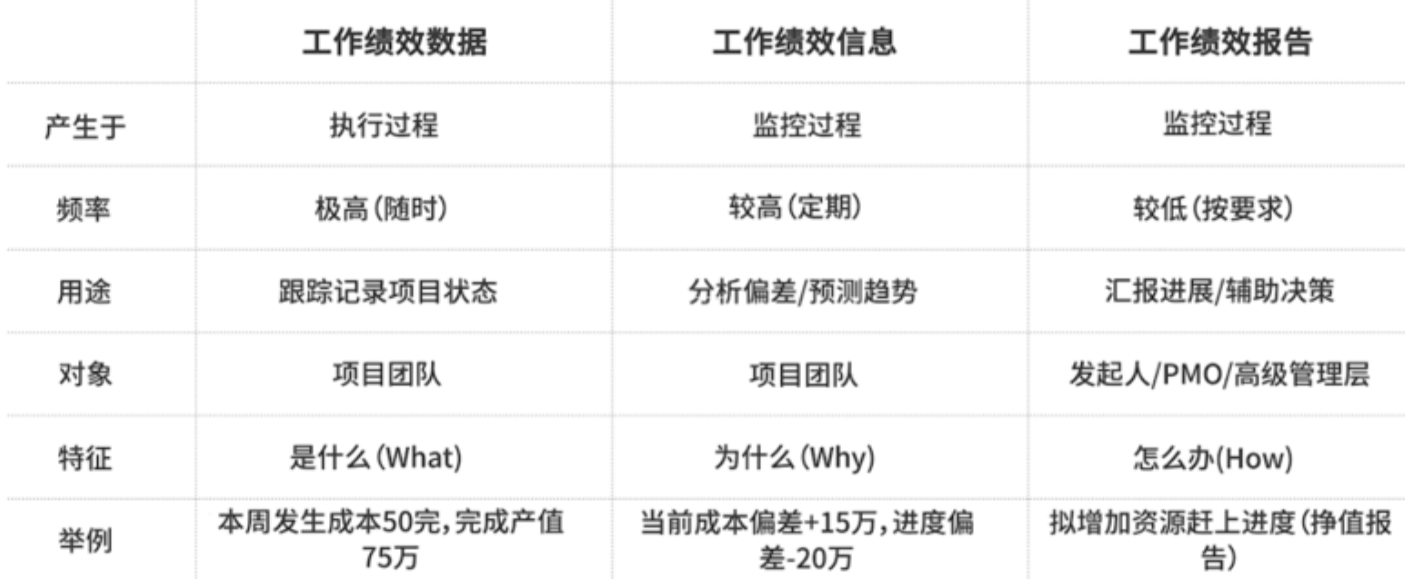 工作绩效数据 工作绩效信息 工作绩效报告
产生于 执行过程 监控过程 监控过程
频率 极高(随时) 较高(定期) 较低(按要求)
用途 跟踪记录项目状态 分析偏差/预测趋势 汇报进展/辅助决策
对象 项目团队 项目团队 发起人/PMO/高级管理层
特征 是什么(What) 为什么(Why) 怎么办(How)
举例 本周发生成本50完,完成产值 当前成本偏差+15万,进度偏 拟增加资源赶上进度(挣值报
75万 差-20万 告)